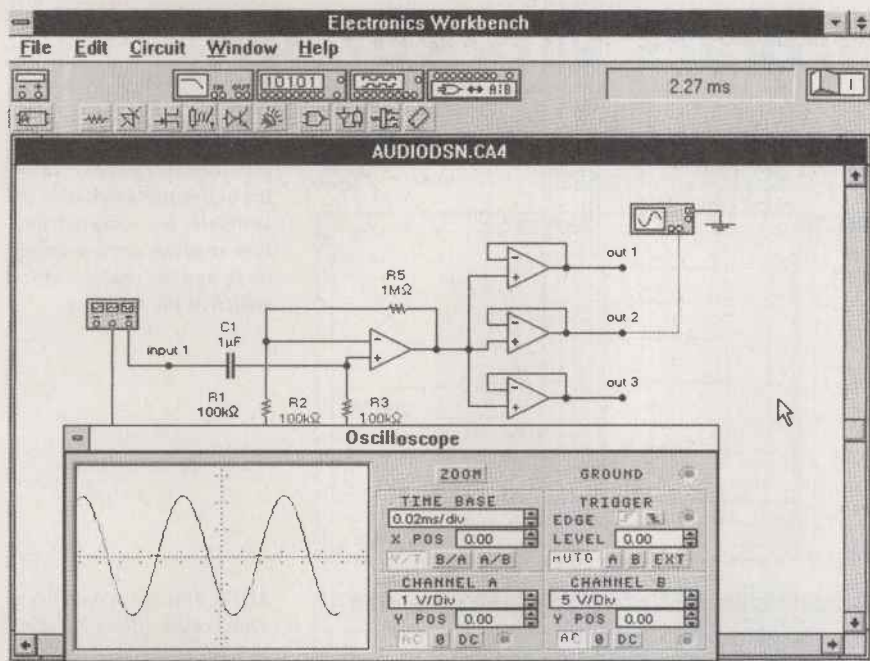 Electronics Workbench
File Edit Circuit Window Help
10101
2.27 ms
AUDIODSN.CA4
R5
1MΩ
C1
1µF
input 1
R1
100kΩ
R2
100kΩ
R3
100kΩ
out 1
out 2
out 3
Oscilloscope
ZOOM GROUND
TIME BASE TRIGGER
0.02ms/div EDGE
X POS 0.00 LEVEL 0.00
Y/T B/A A/B AUTO A B EXT
CHANNEL A CHANNEL B
1 V/Div 5 V/Div
Y POS 0.00 Y POS 0.00
AC 0 DC AC 0 DC